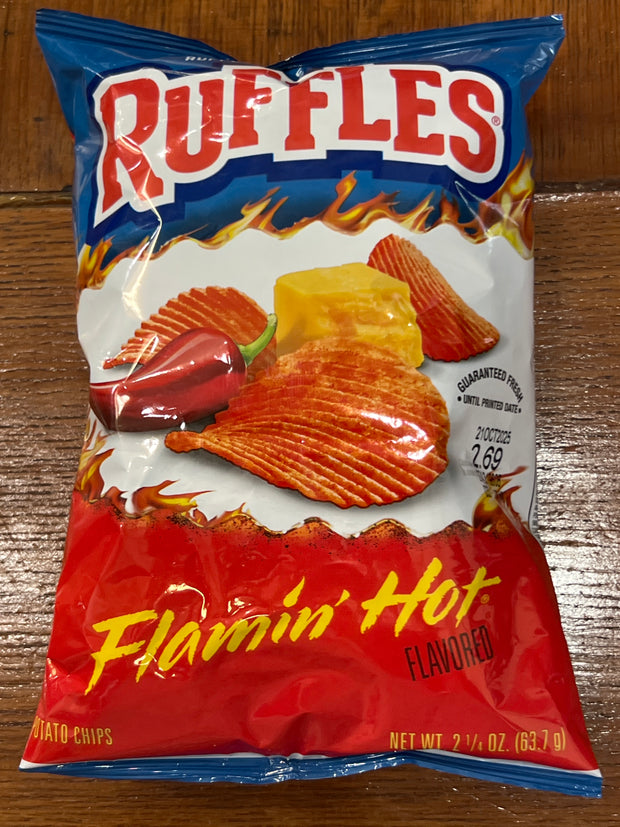 RUFFLES®
GUARANTEED FRESH
• UNTIL PRINTED DATE •
21OCT2025
2.69
Flamin' Hot®
FLAVORED
POTATO CHIPS
NET WT. 2 1/4 OZ. (63.7 g)